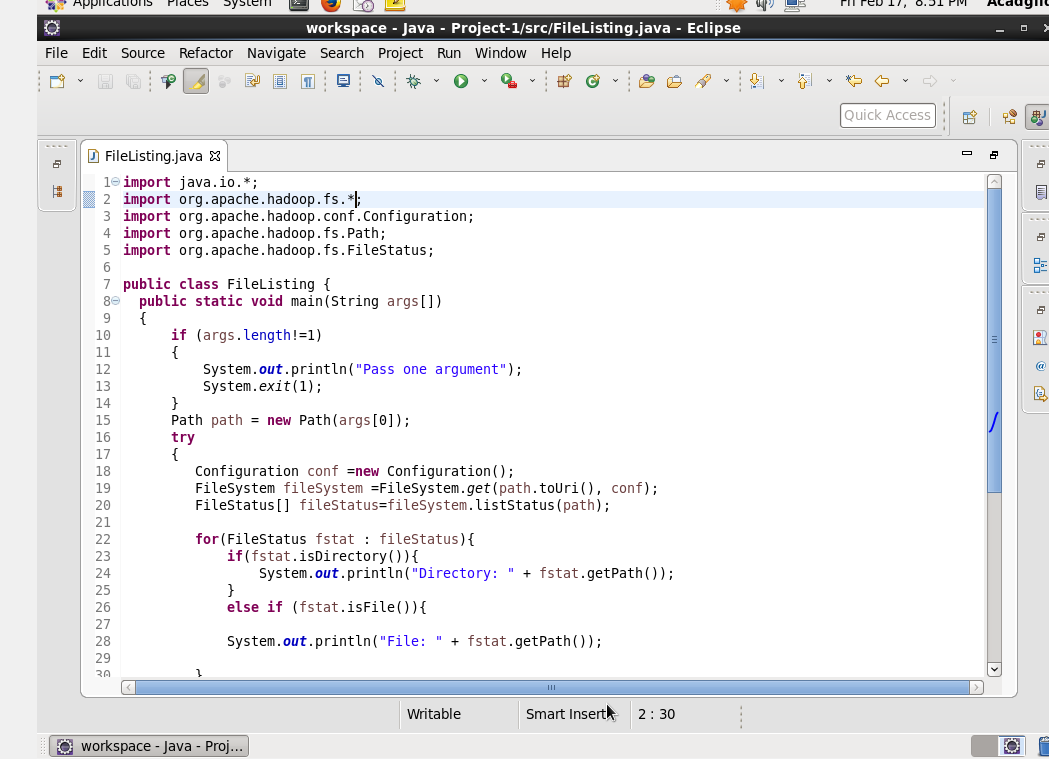 Applications Places System Fri Feb 17, 8:51 PM
workspace - Java - Project-1/src/FileListing.java - Eclipse
File Edit Source Refactor Navigate Search Project Run Window Help
Quick Access
FileListing.java
1 import java.io.*;
2 import org.apache.hadoop.fs.*;
3 import org.apache.hadoop.conf.Configuration;
4 import org.apache.hadoop.fs.Path;
5 import org.apache.hadoop.fs.FileStatus;
6
7 public class FileListing {
8 public static void main(String args[])
9 {
10 if (args.length!=1)
11 {
12 System.out.println("Pass one argument");
13 System.exit(1);
14 }
15 Path path = new Path(args[0]);
16 try
17 {
18 Configuration conf =new Configuration();
19 FileSystem fileSystem =FileSystem.get(path.toUri(), conf);
20 FileStatus[] fileStatus=fileSystem.listStatus(path);
21
22 for(FileStatus fstat : fileStatus){
23 if(fstat.isDirectory()){
24 System.out.println("Directory: " + fstat.getPath());
25 }
26 else if (fstat.isFile()){
27
28 System.out.println("File: " + fstat.getPath());
29
30 }
Writable Smart Insert 2 : 30
workspace - Java - Proj...